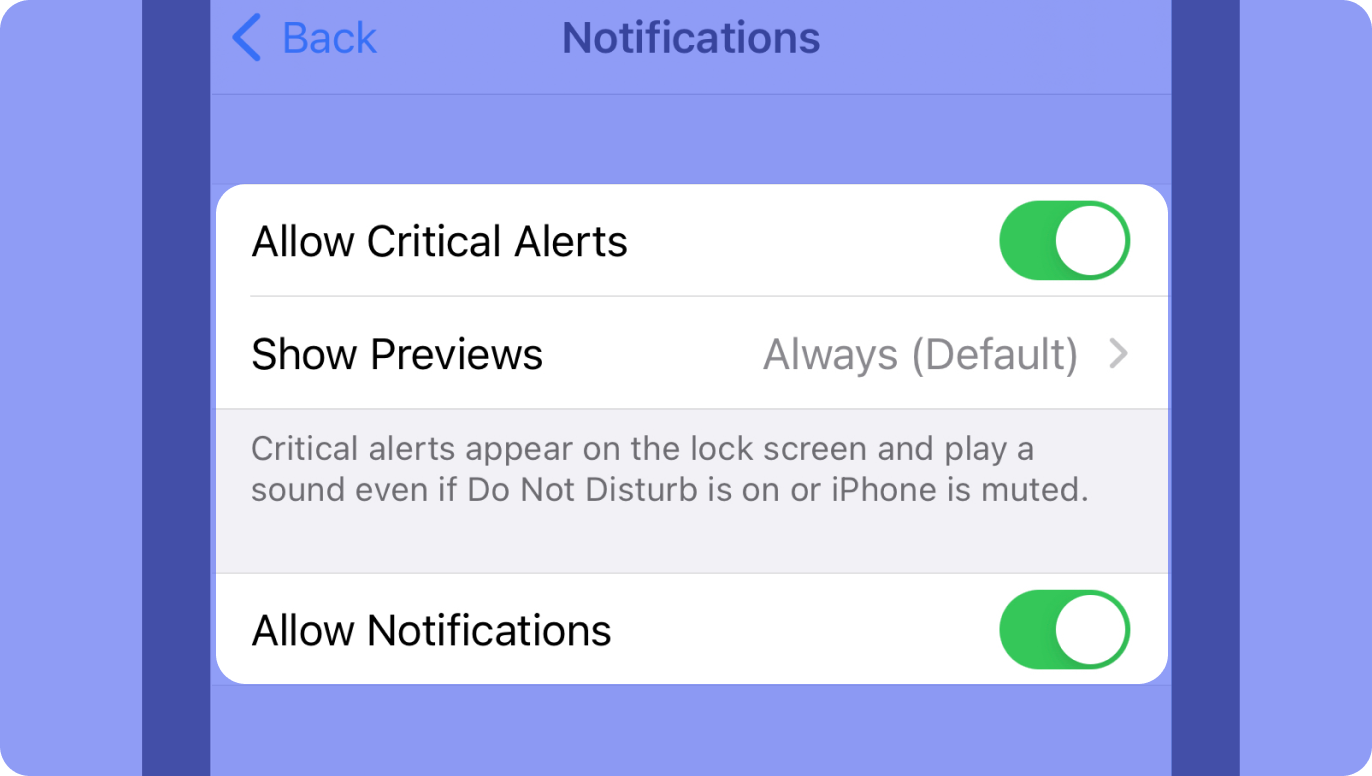 Back
Notifications
Allow Critical Alerts
Show Previews Always (Default)
Critical alerts appear on the lock screen and play a
sound even if Do Not Disturb is on or iPhone is muted.
Allow Notifications